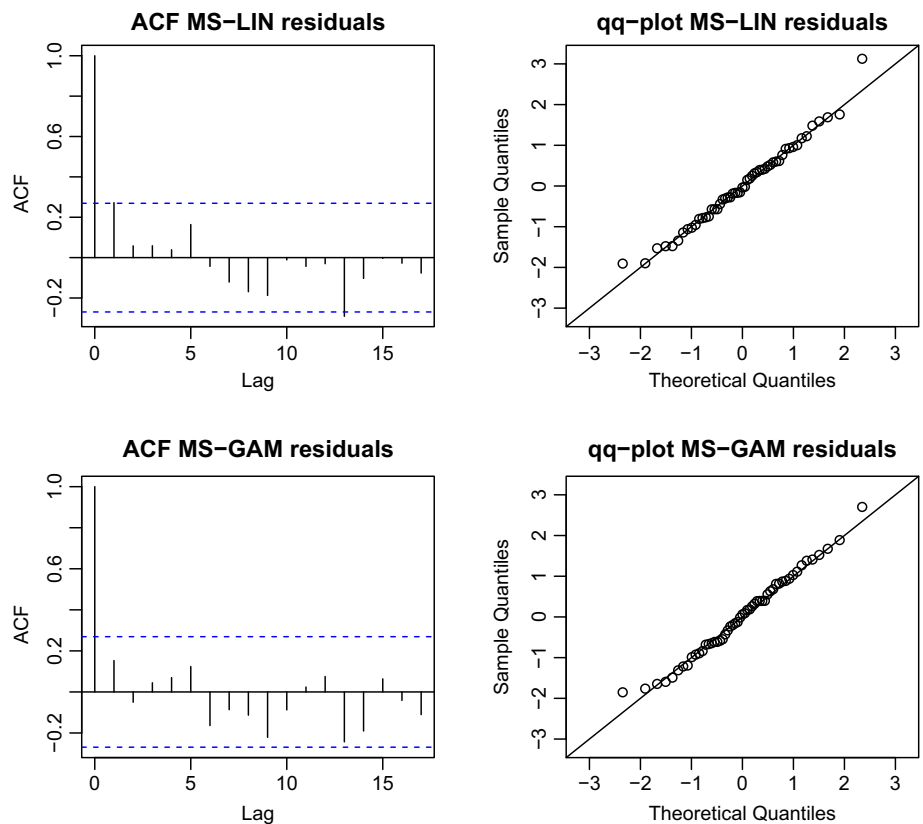 ACF MS−LIN residuals
ACF
1.0
0.6
0.2
−0.2
0 5 10 15
Lag
qq−plot MS−LIN residuals
Sample Quantiles
3
2
1
0
−1
−2
−3
−3 −2 −1 0 1 2 3
Theoretical Quantiles
ACF MS−GAM residuals
ACF
1.0
0.6
0.2
−0.2
0 5 10 15
Lag
qq−plot MS−GAM residuals
Sample Quantiles
3
2
1
0
−1
−2
−3
−3 −2 −1 0 1 2 3
Theoretical Quantiles